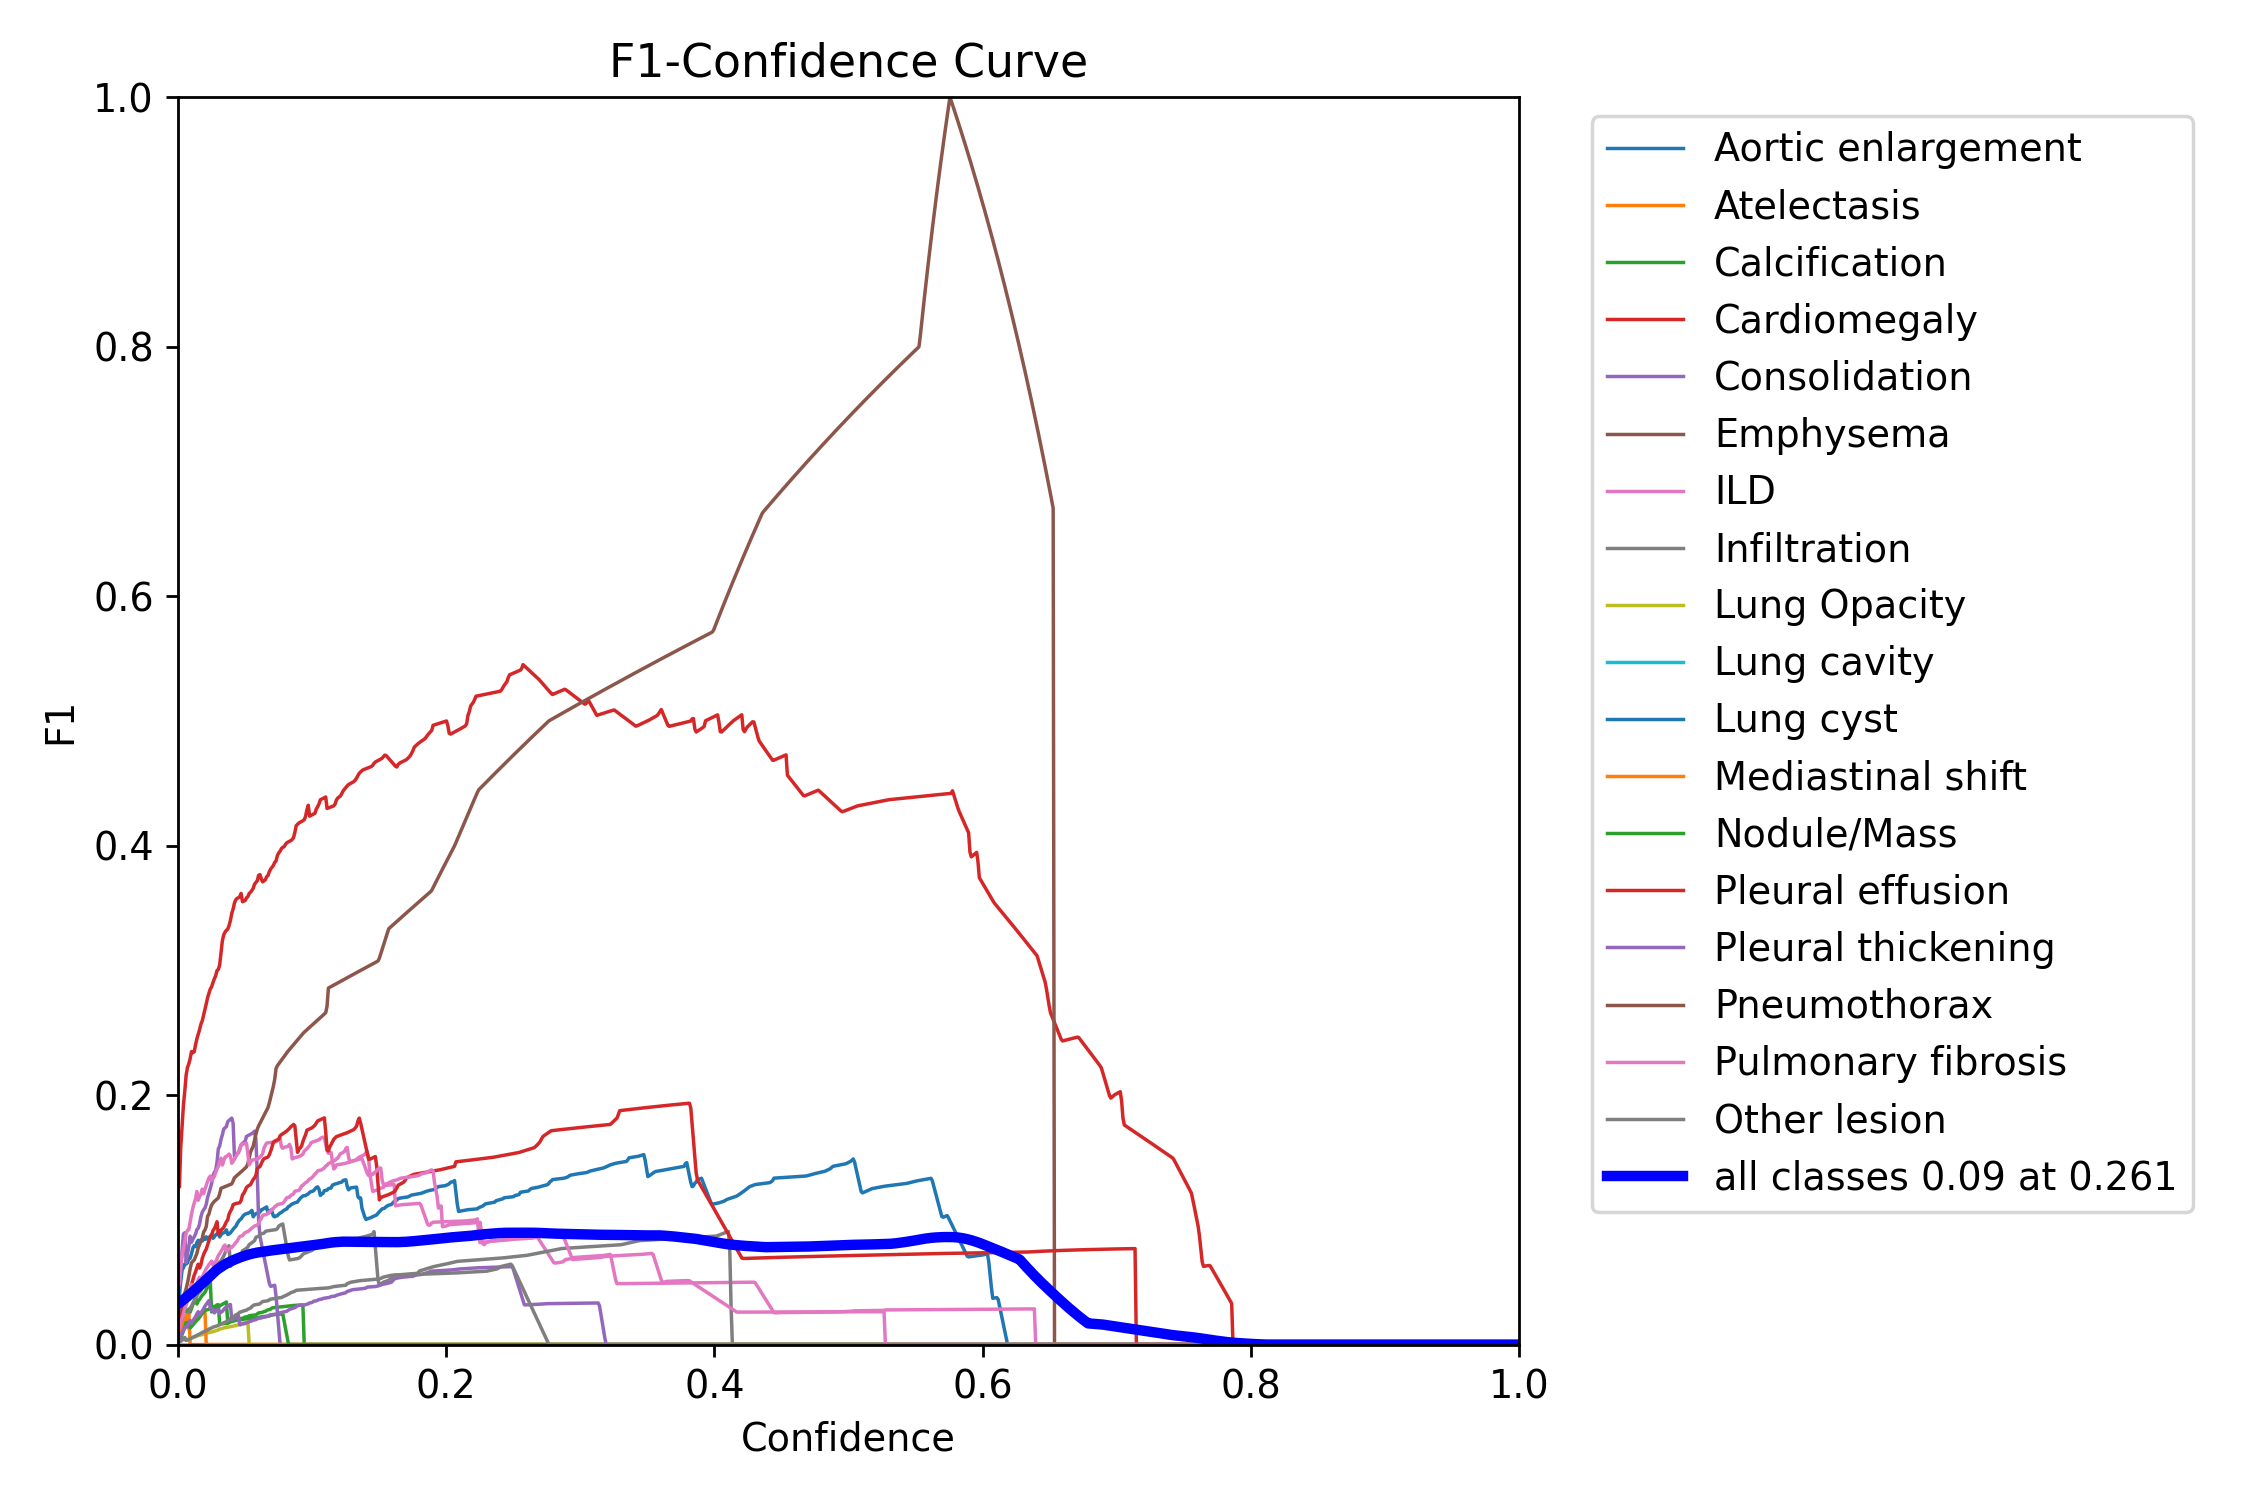 F1-Confidence Curve
1.0
0.8
0.6
0.4
0.2
0.0
F1
0.0 0.2 0.4 0.6 0.8 1.0
Confidence
Aortic enlargement
Atelectasis
Calcification
Cardiomegaly
Consolidation
Emphysema
ILD
Infiltration
Lung Opacity
Lung cavity
Lung cyst
Mediastinal shift
Nodule/Mass
Pleural effusion
Pleural thickening
Pneumothorax
Pulmonary fibrosis
Other lesion
all classes 0.09 at 0.261